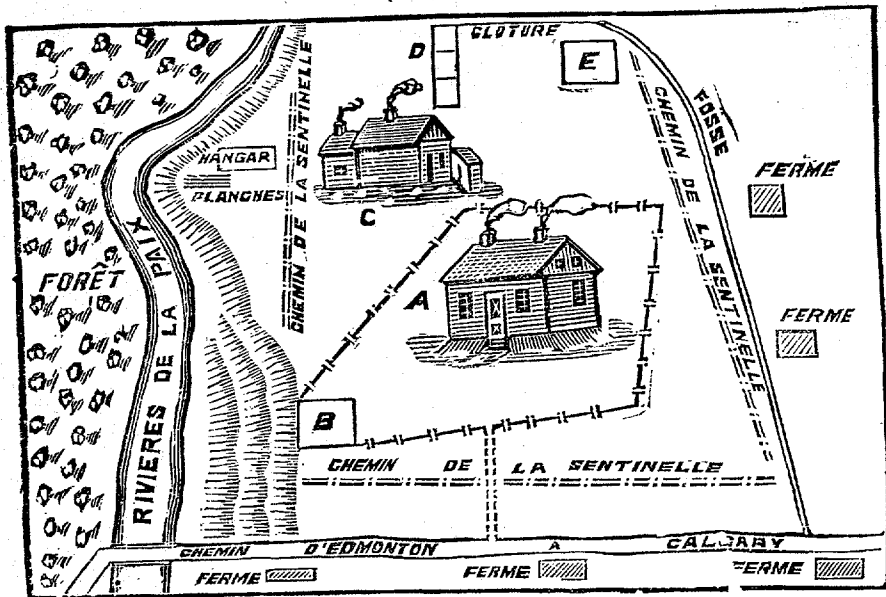 D
CLOTURE
E
FOSSE
CHEMIN DE LA SENTINELLE
CHEMIN DE LA SENTINELLE
HANGAR
PLANCHES
FERME
C
FORÊT
RIVIERES DE LA PAIX
A
FERME
B
CHEMIN DE LA SENTINELLE
CHEMIN D'EDMONTON A CALGARY
FERME
FERME
FERME